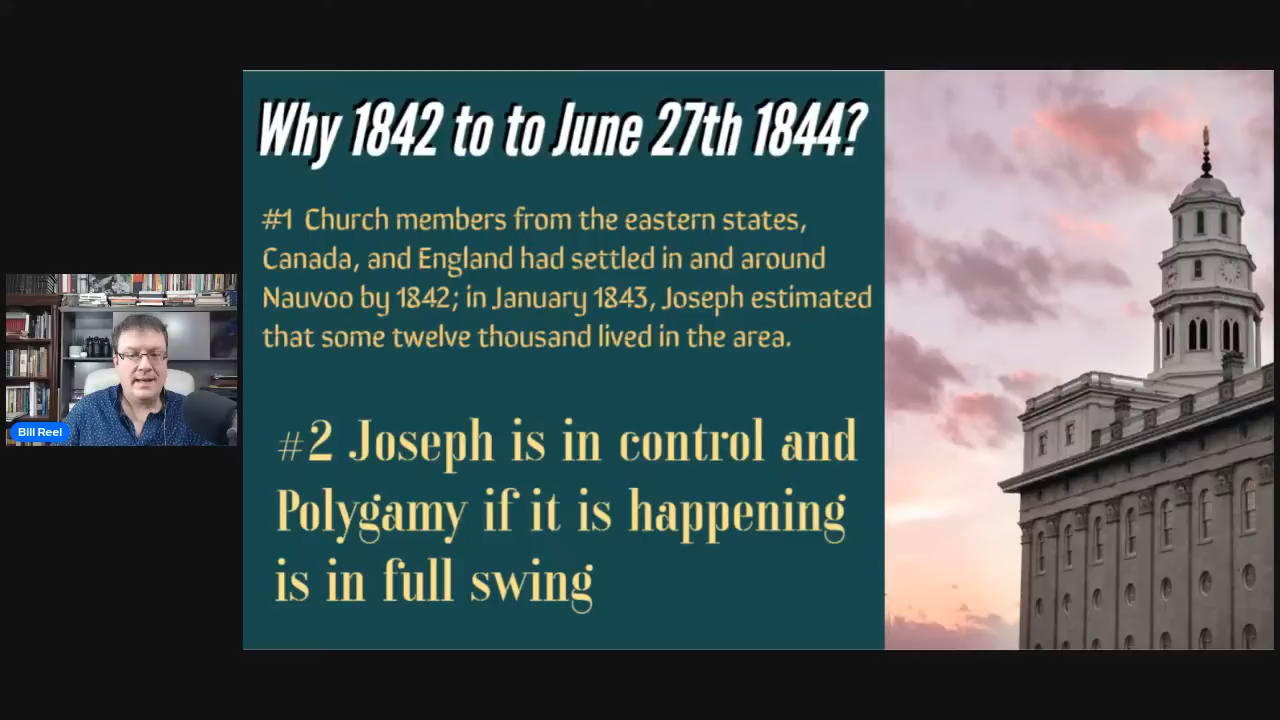 Why 1842 to to June 27th 1844?
#1 Church members from the eastern states,
Canada, and England had settled in and around
Nauvoo by 1842; in January 1843, Joseph estimated
that some twelve thousand lived in the area.
#2 Joseph is in control and
Polygamy if it is happening
is in full swing
Bill Reel